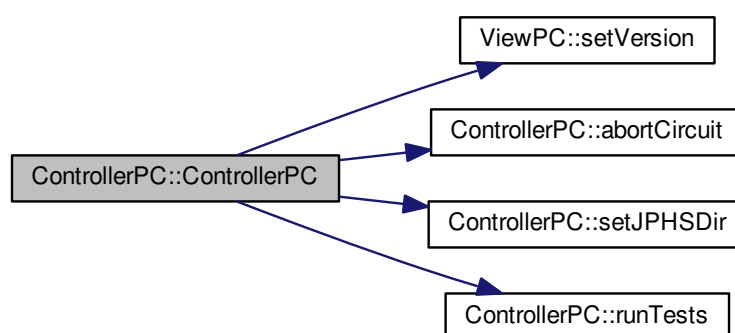 ViewPC::setVersion
ControllerPC::abortCircuit
ControllerPC::ControllerPC
ControllerPC::setJPHSDir
ControllerPC::runTests